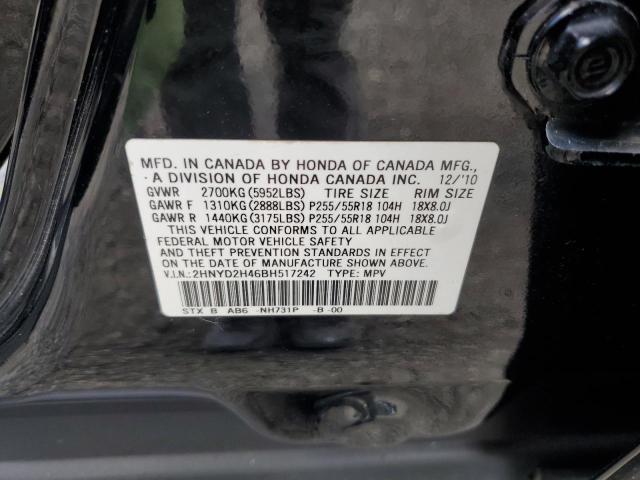 MFD. IN CANADA BY HONDA OF CANADA MFG.,
A DIVISION OF HONDA CANADA INC. 12/'10
GVWR 2700KG(5952LBS) TIRE SIZE RIM SIZE
GAWR F 1310KG(2888LBS) P255/55R18 104H 18X8.0J
GAWR R 1440KG(3175LBS) P255/55R18 104H 18X8.0J
THIS VEHICLE CONFORMS TO ALL APPLICABLE
FEDERAL MOTOR VEHICLE SAFETY
AND THEFT PREVENTION STANDARDS IN EFFECT
ON THE DATE OF MANUFACTURE SHOWN ABOVE.
V.I.N.:2HNYD2H46BH517242 TYPE: MPV
STX B AB6 -NH731P -B -00